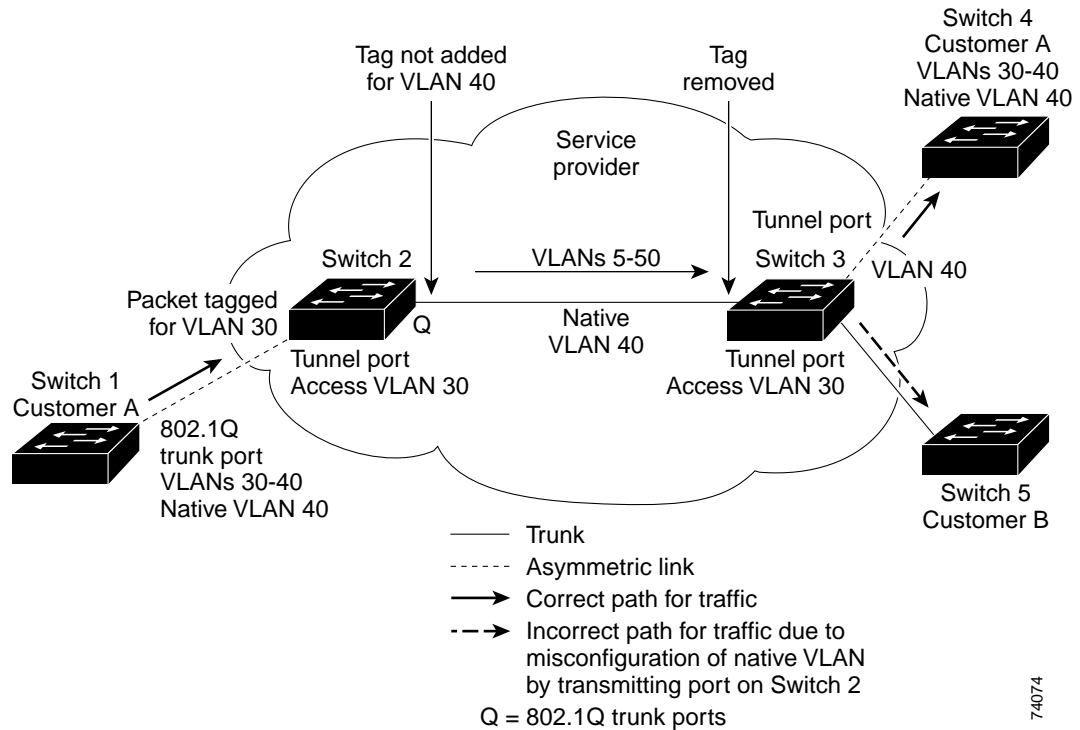 Tag not added
for VLAN 40
Tag
removed
Switch 4
Customer A
VLANs 30-40
Native VLAN 40
Service
provider
Tunnel port
Switch 2
VLANs 5-50
Switch 3
VLAN 40
Packet tagged
for VLAN 30
Q
Native
VLAN 40
Tunnel port
Access VLAN 30
Tunnel port
Access VLAN 30
Switch 1
Customer A
802.1Q
trunk port
VLANs 30-40
Native VLAN 40
Switch 5
Customer B
Trunk
Asymmetric link
Correct path for traffic
Incorrect path for traffic due to
misconfiguration of native VLAN
by transmitting port on Switch 2
Q = 802.1Q trunk ports
74074